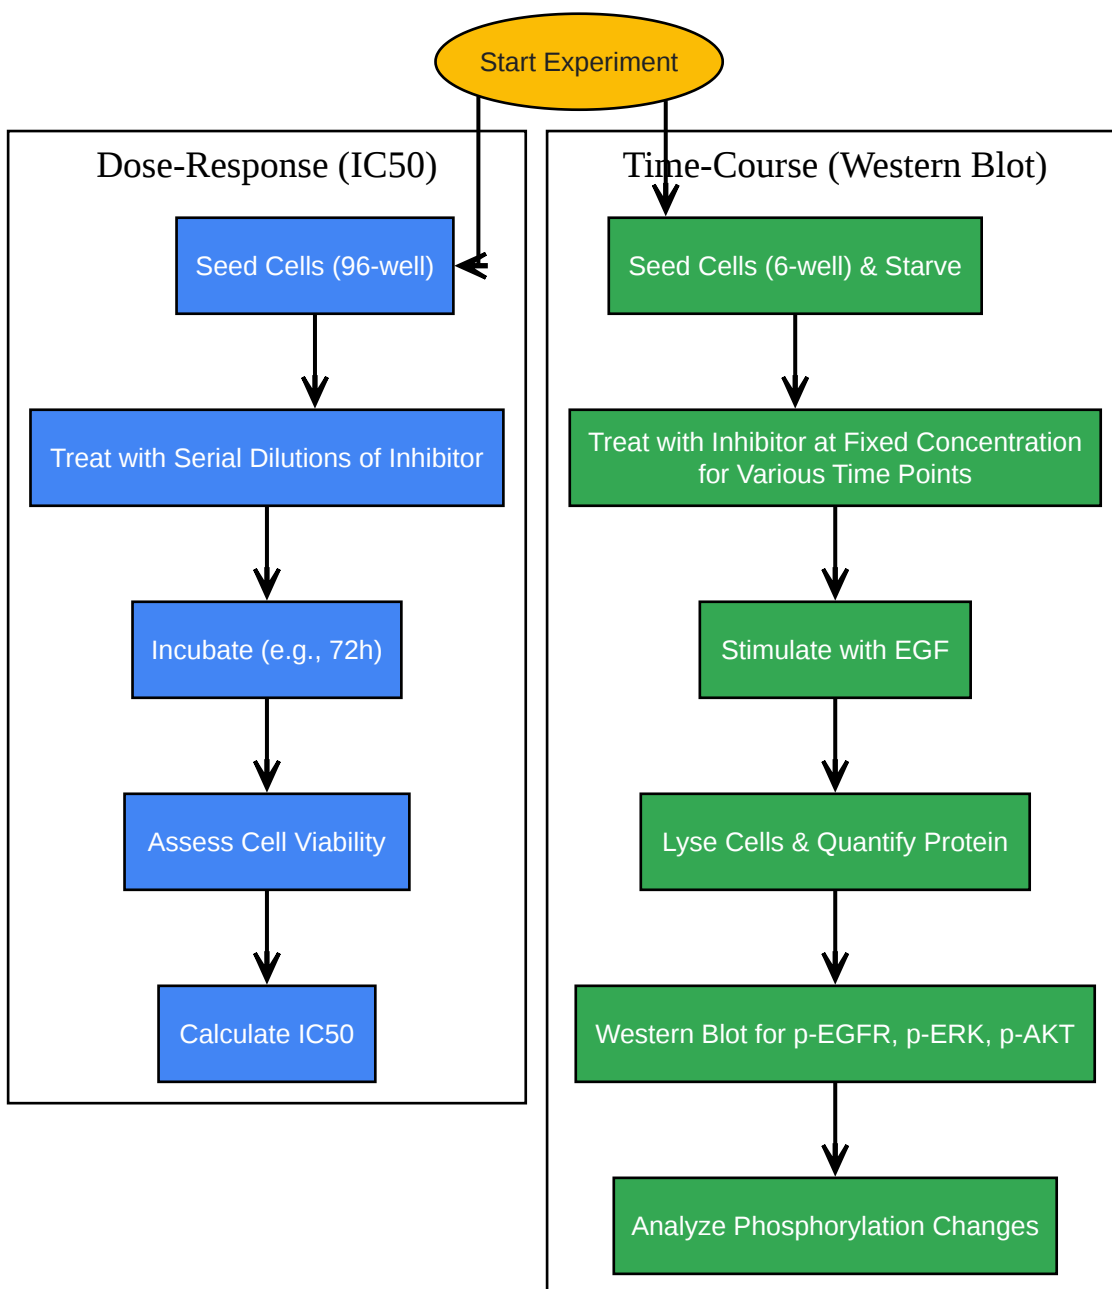 Start Experiment
Dose-Response (IC50)
Seed Cells (96-well)
Treat with Serial Dilutions of Inhibitor
Incubate (e.g., 72h)
Assess Cell Viability
Calculate IC50
Time-Course (Western Blot)
Seed Cells (6-well) & Starve
Treat with Inhibitor at Fixed Concentration
for Various Time Points
Stimulate with EGF
Lyse Cells & Quantify Protein
Western Blot for p-EGFR, p-ERK, p-AKT
Analyze Phosphorylation Changes